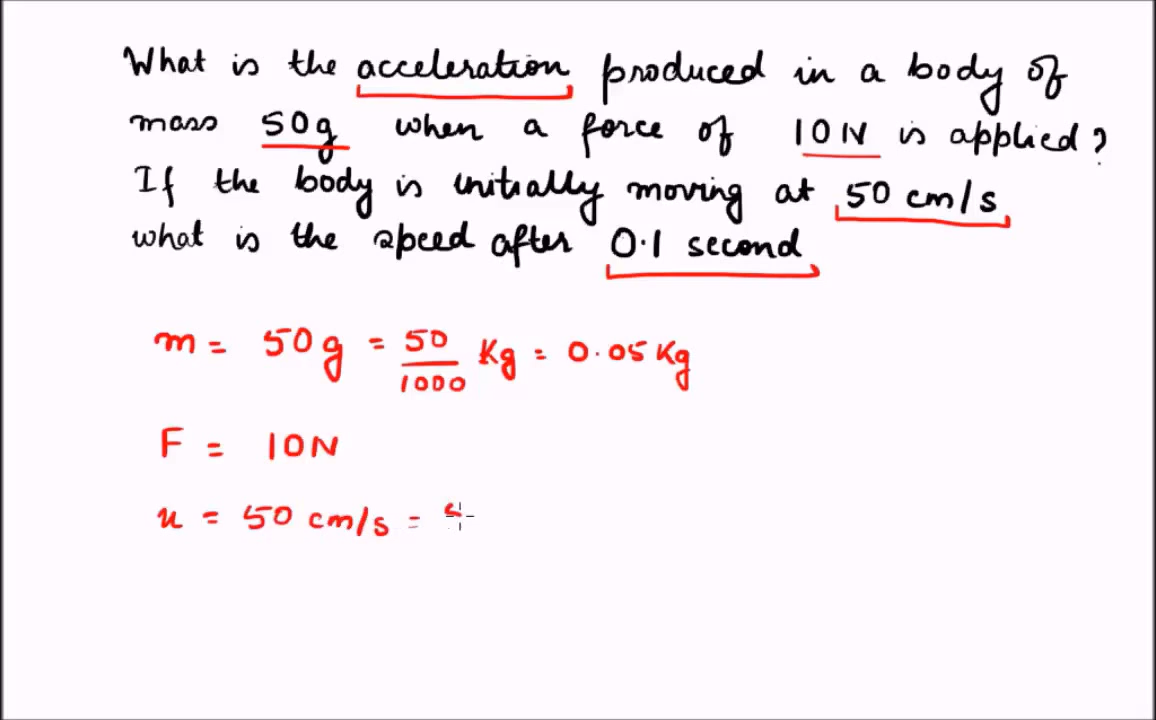 What is the acceleration produced in a body of
mass 50g when a force of 10N is applied?
If the body is initially moving at 50 cm/s
what is the speed after 0.1 second
m = 50g = 50/1000 Kg = 0.05 Kg
F = 10N
u = 50 cm/s =